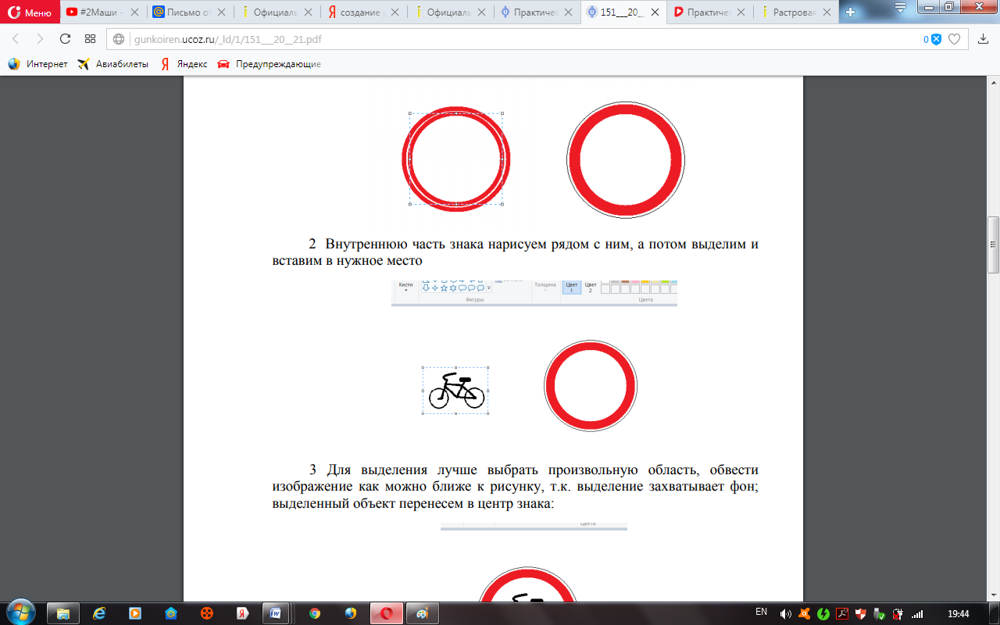 Меню
#2Маши -
Письмо от
Официаль
создание р
Официаль
Практичес
151___20__
Практичес
Растровая
gunkoiren.ucoz.ru/_ld/1/151___20__21.pdf
0
Интернет
Авиабилеты
Яндекс
Предупреждающие
2 Внутреннюю часть знака нарисуем рядом с ним, а потом выделим и
вставим в нужное место
Кисти
Толщина
Цвет
1
Цвет
2
Фигуры
Цвета
3 Для выделения лучше выбрать произвольную область, обвести
изображение как можно ближе к рисунку, т.к. выделение захватывает фон;
выделенный объект перенесем в центр знака:
Цвета
EN
19:44